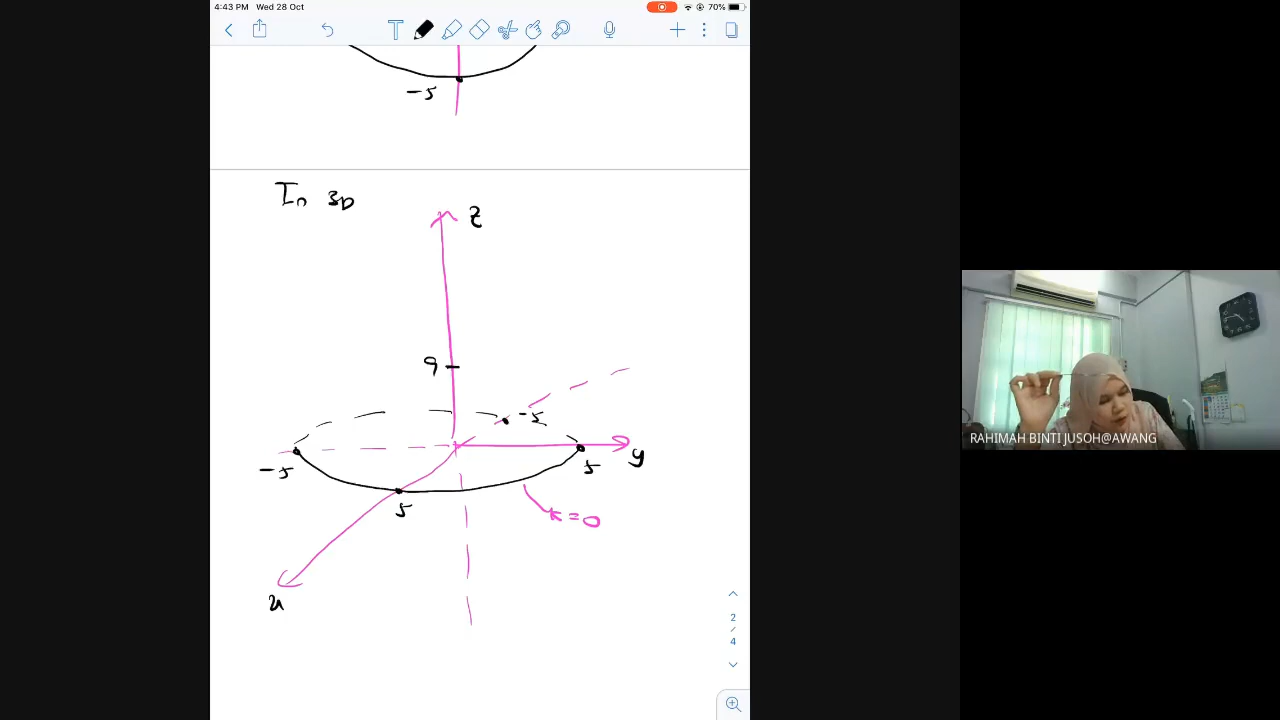 4:43 PM Wed 28 Oct
70%
T
-5
In 3D
z
9
-5
-5
5
y
5
k=0
x
2
/
4
RAHIMAH BINTI JUSOH@AWANG